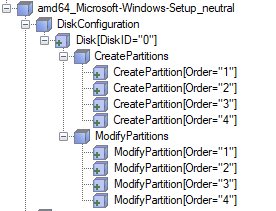 amd64_Microsoft-Windows-Setup_neutral
DiskConfiguration
Disk[DiskID="0"]
CreatePartitions
CreatePartition[Order="1"]
CreatePartition[Order="2"]
CreatePartition[Order="3"]
CreatePartition[Order="4"]
ModifyPartitions
ModifyPartition[Order="1"]
ModifyPartition[Order="2"]
ModifyPartition[Order="3"]
ModifyPartition[Order="4"]